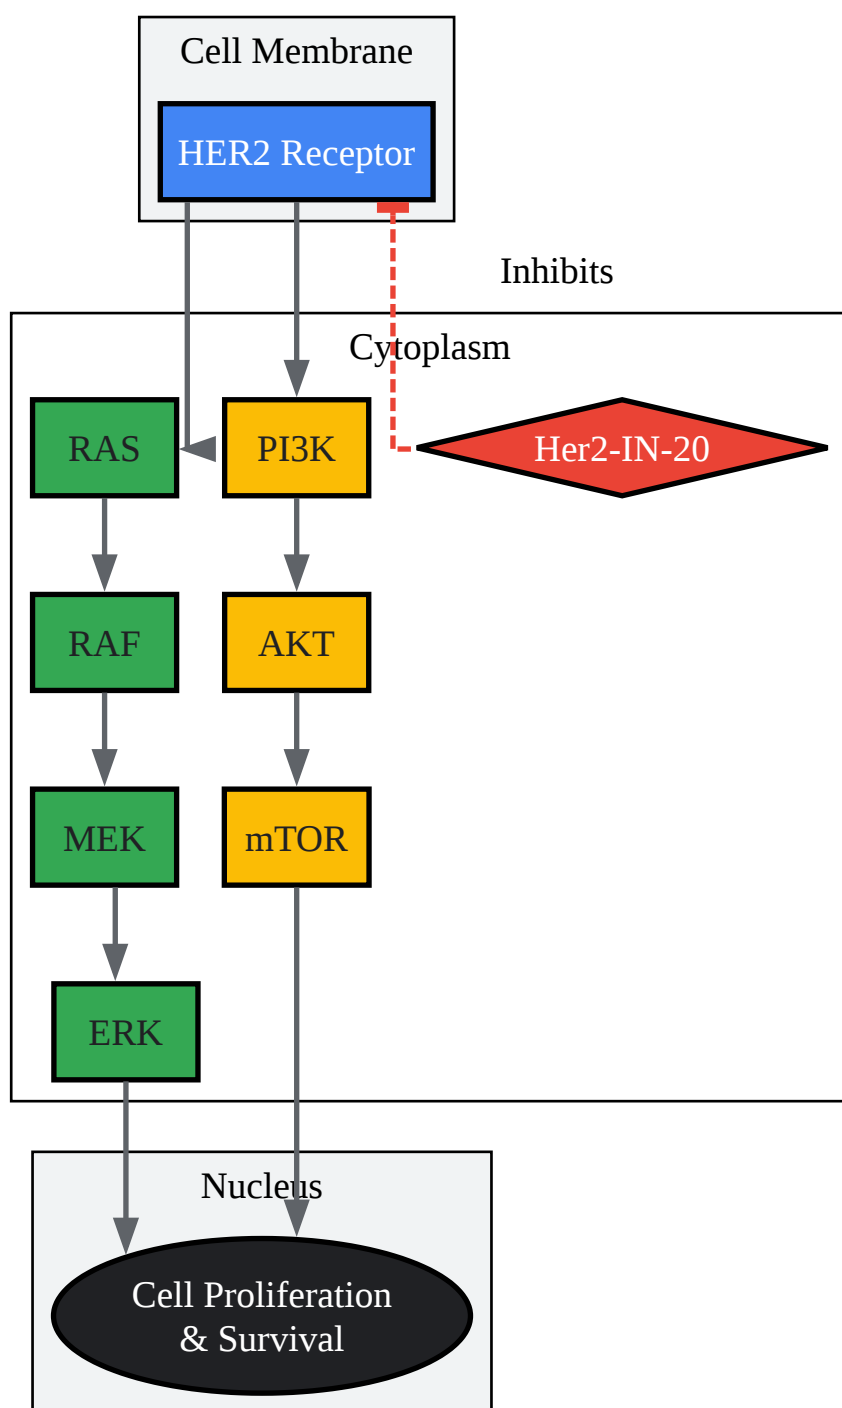 Cell Membrane
HER2 Receptor
Inhibits
Cytoplasm
RAS
PI3K
Her2-IN-20
RAF
AKT
MEK
mTOR
ERK
Nucleus
Cell Proliferation
& Survival